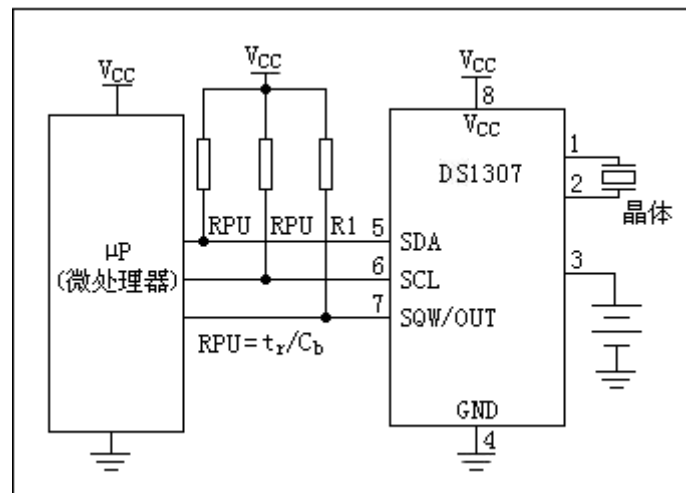 VCC
VCC
VCC
8
VCC
DS1307
1
2
晶体
RPU
RPU
R1
5
SDA
μP
(微处理器)
6
SCL
3
7
SQW/OUT
RPU=tr/Cb
GND
4